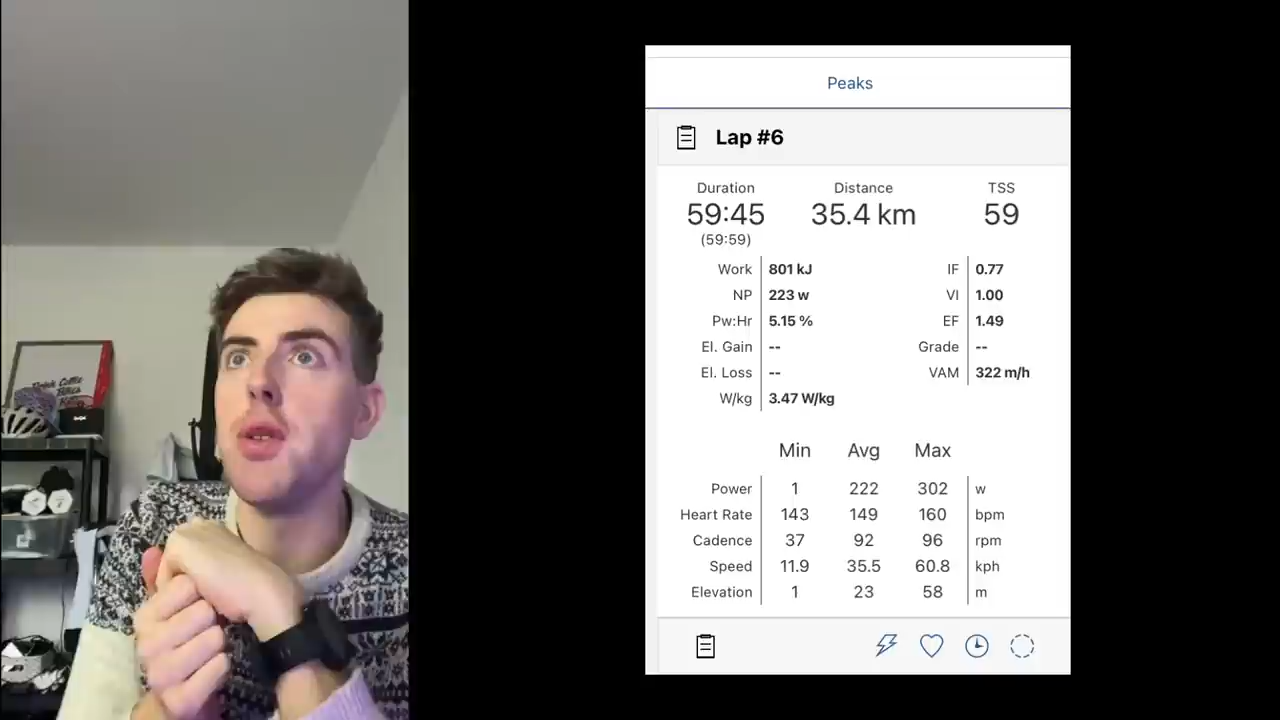 Peaks
Lap #6
Duration Distance TSS
59:45 35.4 km 59
(59:59)
Work 801 kJ IF 0.77
NP 223 w VI 1.00
Pw:Hr 5.15 % EF 1.49
El. Gain -- Grade --
El. Loss -- VAM 322 m/h
W/kg 3.47 W/kg
Min Avg Max
Power 1 222 302 w
Heart Rate 143 149 160 bpm
Cadence 37 92 96 rpm
Speed 11.9 35.5 60.8 kph
Elevation 1 23 58 m